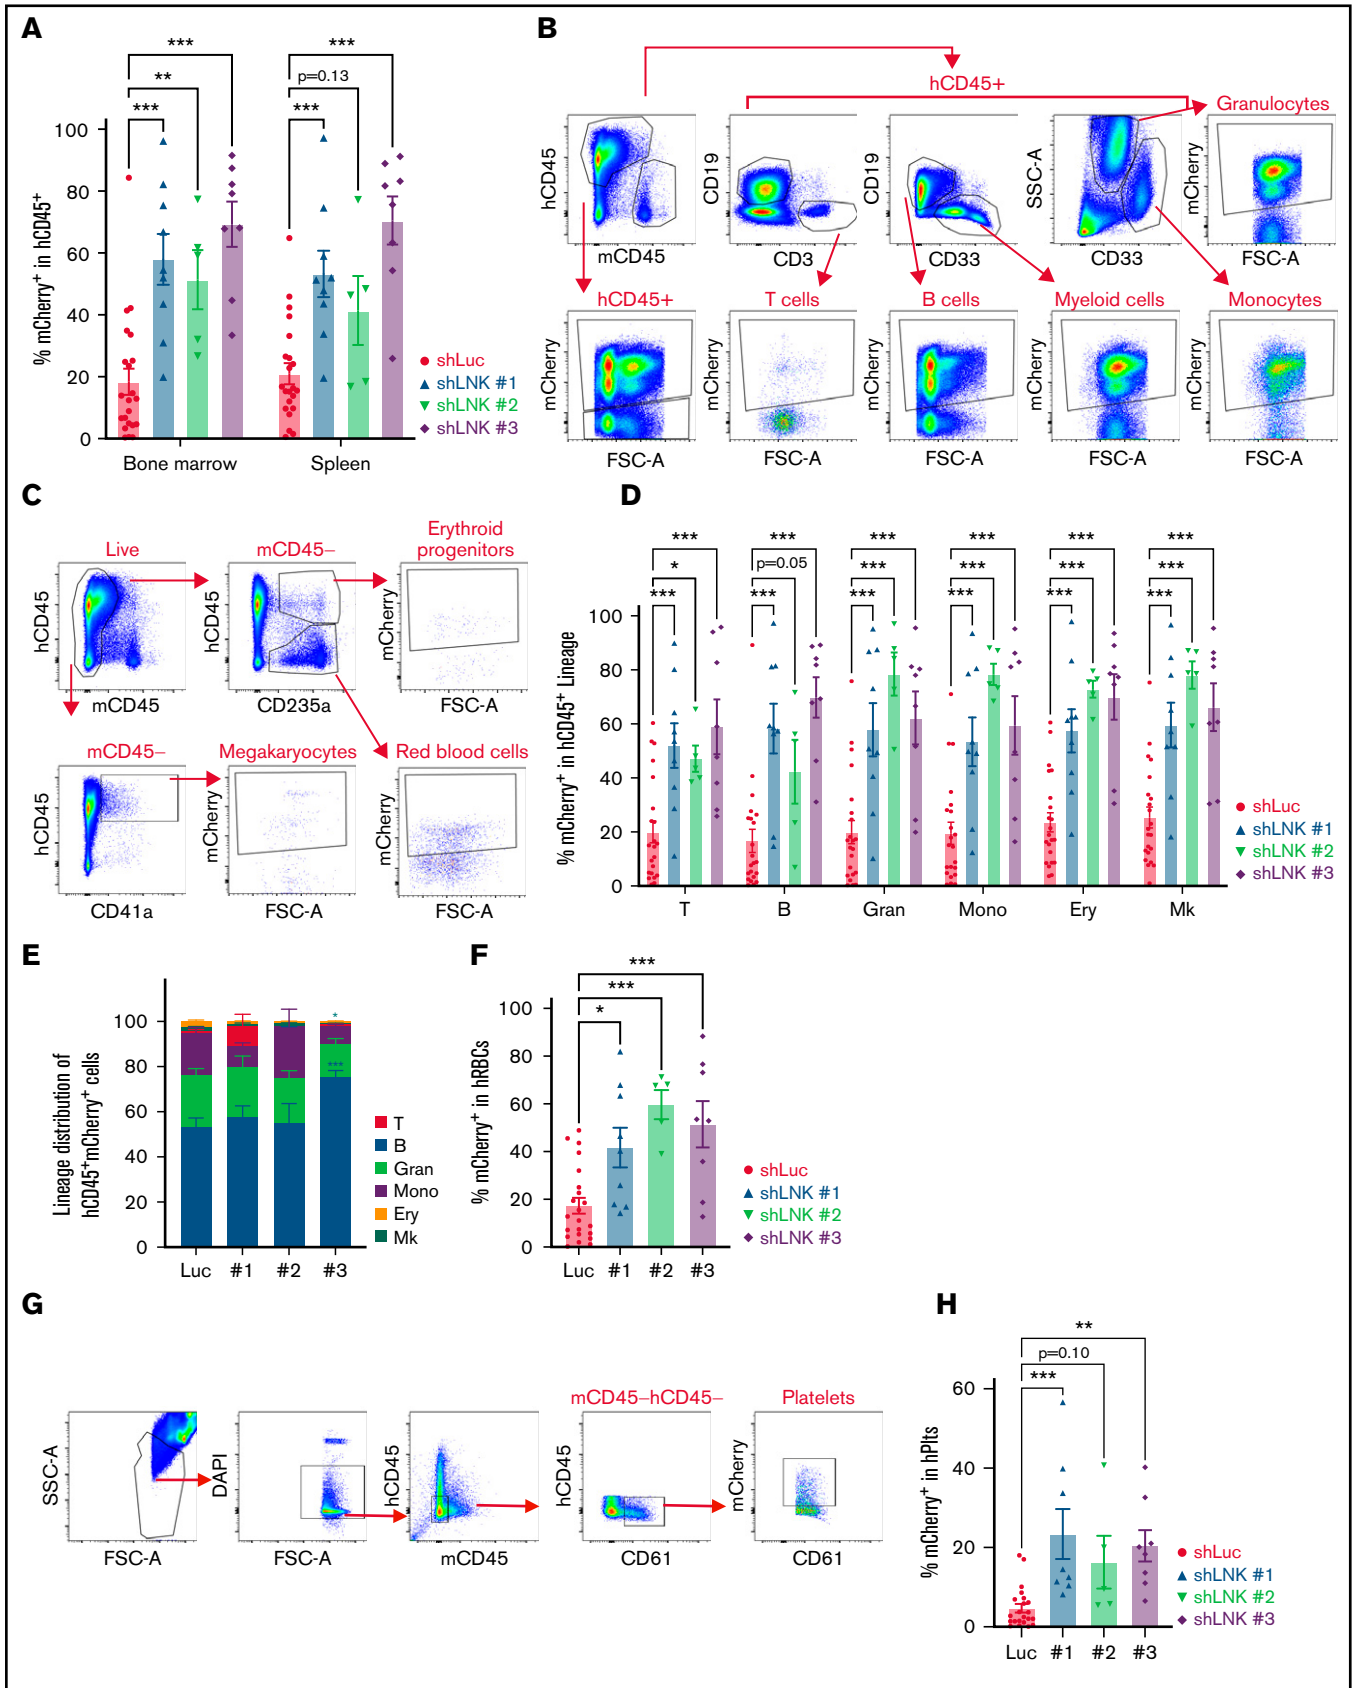 A
***
***
**
p=0.13
***
***
% mCherry+ in hCD45+
100
80
60
40
20
0
Bone marrow
Spleen
shLuc
shLNK #1
shLNK #2
shLNK #3
B
hCD45+
Granulocytes
hCD45
mCD45
CD19
CD3
CD19
CD33
SSC-A
CD33
mCherry
FSC-A
hCD45+
T cells
B cells
Myeloid cells
Monocytes
mCherry
FSC-A
mCherry
FSC-A
mCherry
FSC-A
mCherry
FSC-A
mCherry
FSC-A
C
Live
mCD45–
Erythroid
progenitors
hCD45
mCD45
hCD45
CD235a
mCherry
FSC-A
mCD45–
Megakaryocytes
Red blood cells
hCD45
CD41a
mCherry
FSC-A
mCherry
FSC-A
D
*** *** *** *** *** ***
* p=0.05 *** *** *** ***
*** *** *** *** *** ***
% mCherry+ in hCD45+ Lineage
100
80
60
40
20
0
T B Gran Mono Ery Mk
shLuc
shLNK #1
shLNK #2
shLNK #3
E
Lineage distribution of
hCD45+mCherry+ cells
100
80
60
40
20
0
*
***
Luc #1 #2 #3
T
B
Gran
Mono
Ery
Mk
F
***
***
*
% mCherry+ in hRBCs
100
80
60
40
20
0
Luc #1 #2 #3
shLuc
shLNK #1
shLNK #2
shLNK #3
G
mCD45–hCD45–
Platelets
SSC-A
FSC-A
DAPI
FSC-A
hCD45
mCD45
hCD45
CD61
mCherry
CD61
H
**
p=0.10
***
% mCherry+ in hPlts
60
40
20
0
Luc #1 #2 #3
shLuc
shLNK #1
shLNK #2
shLNK #3